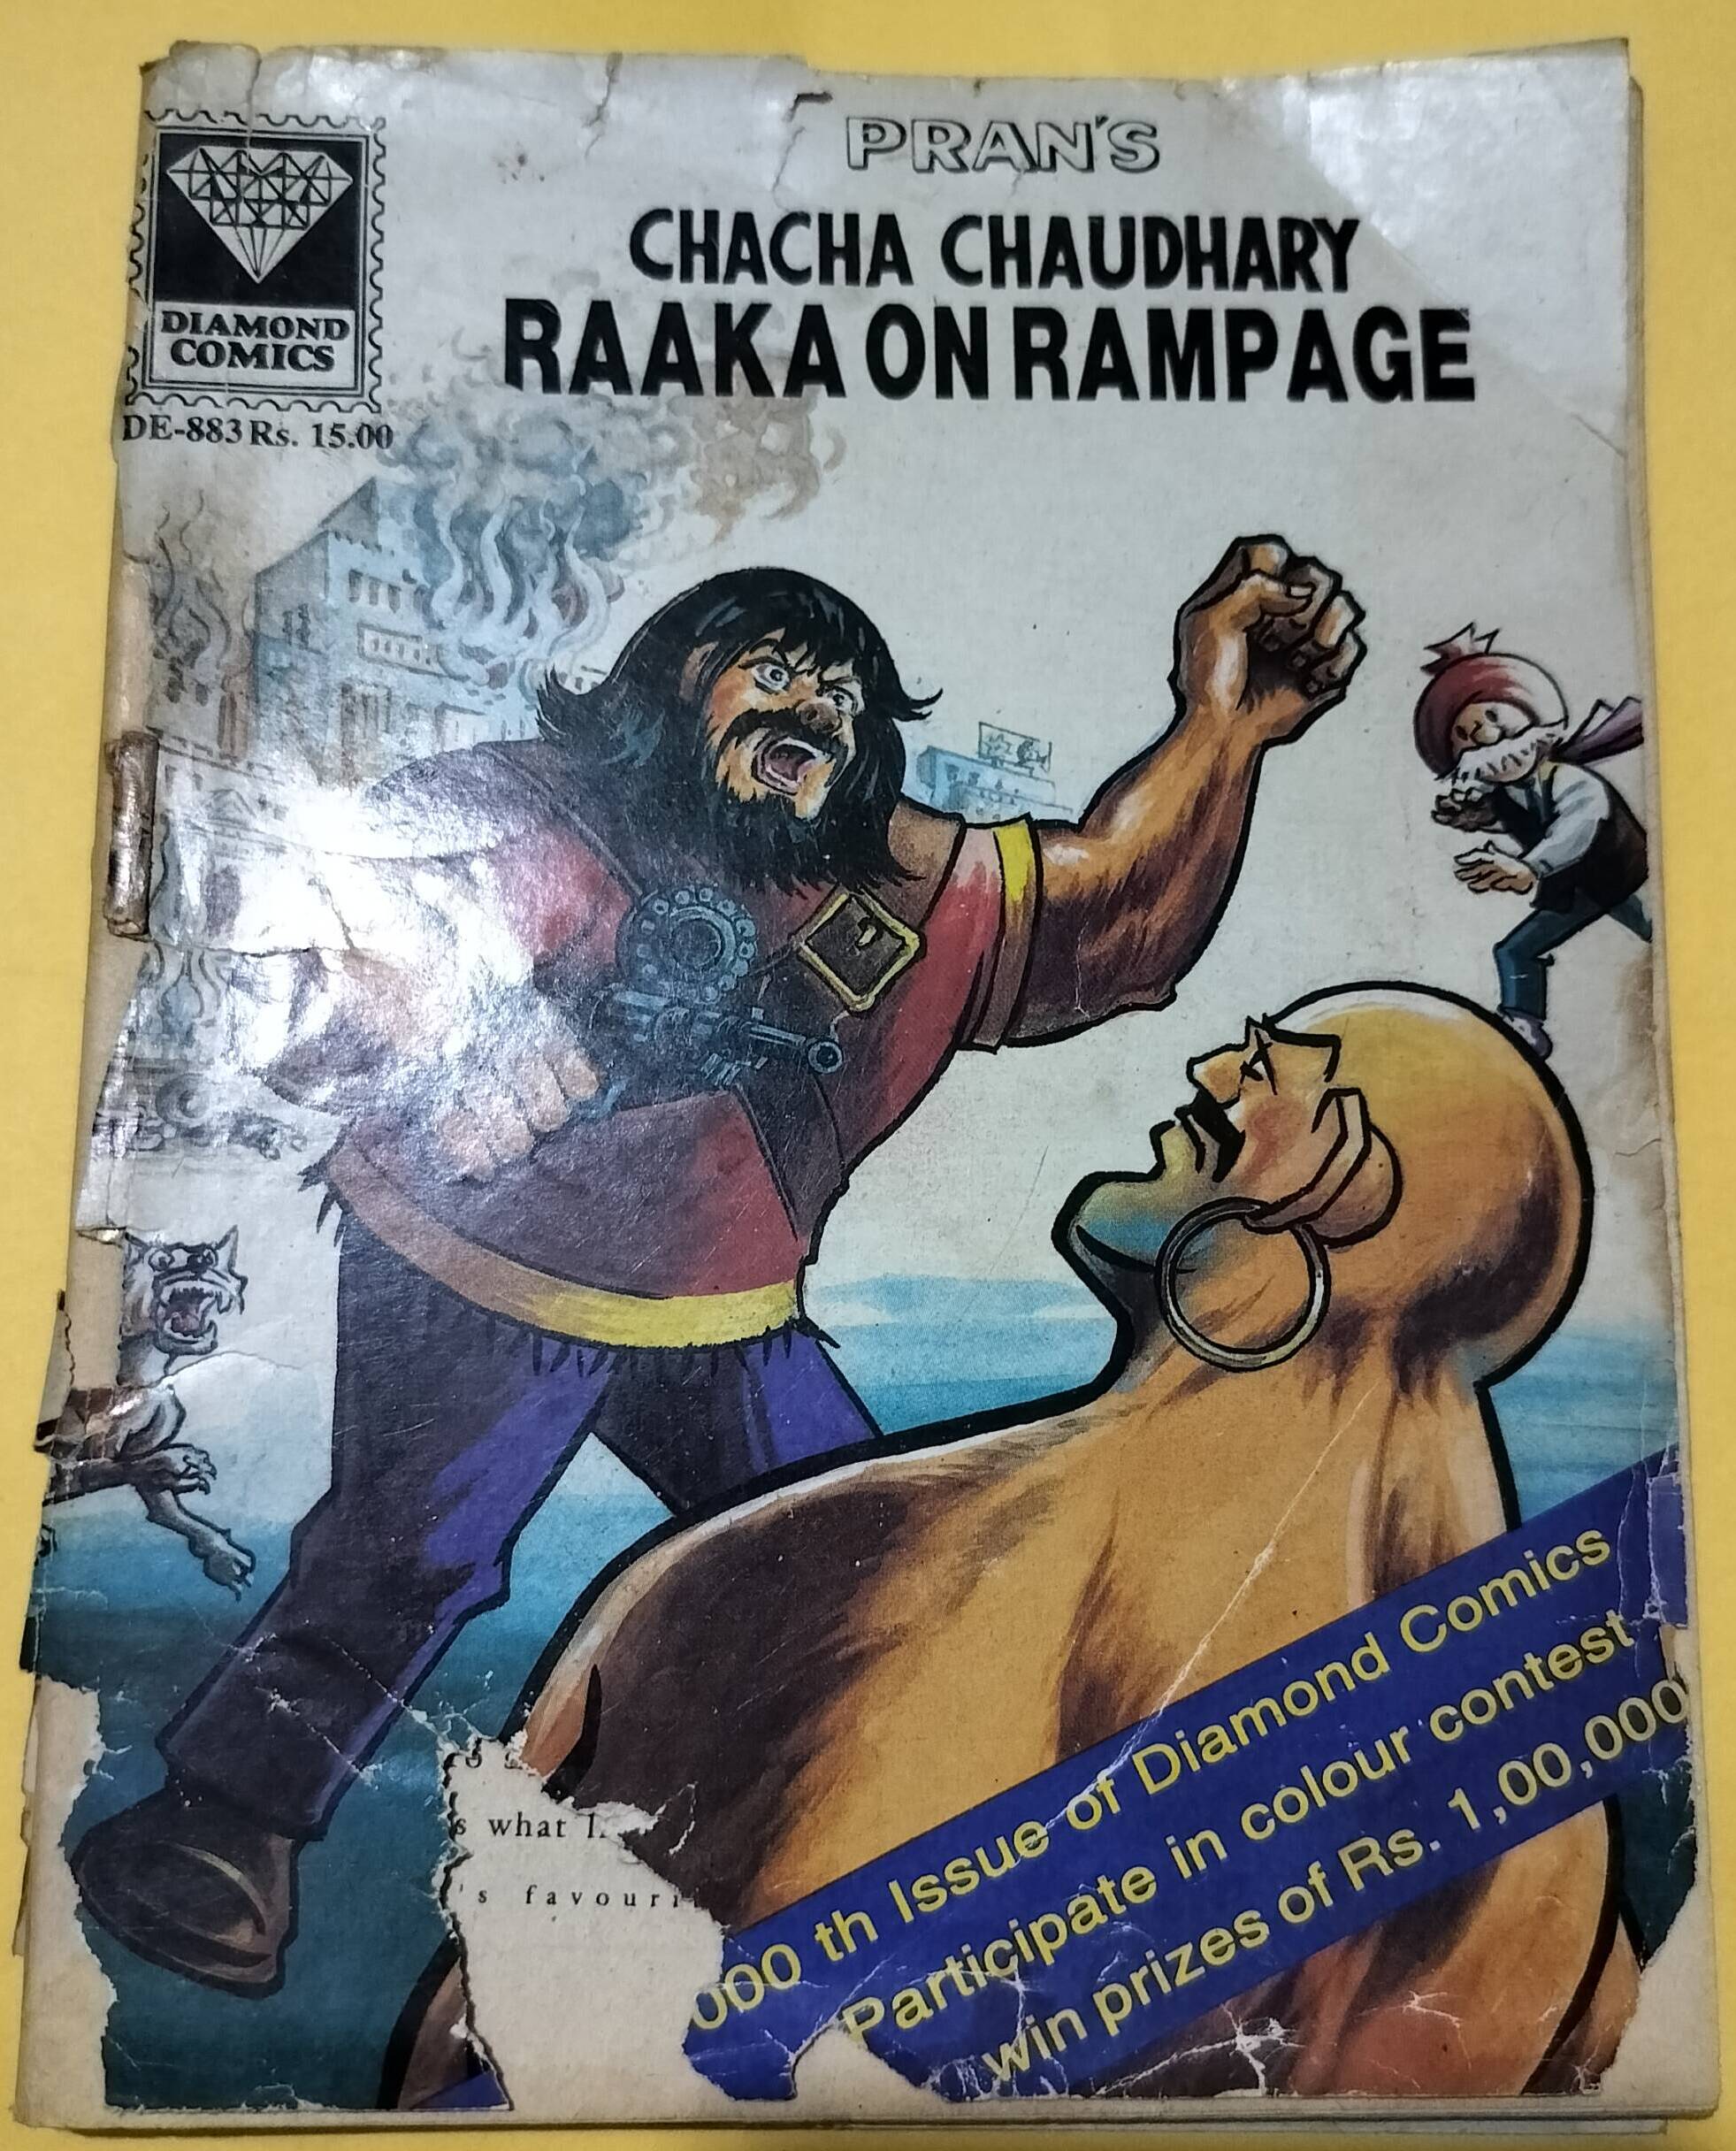 PRAN'S
CHACHA CHAUDHARY
RAAKA ON RAMPAGE
DIAMOND
COMICS
DE-883 Rs. 15.00
000 th Issue of Diamond Comics
Participate in colour contest
win prizes of Rs. 1,00,000
s what
's favouri